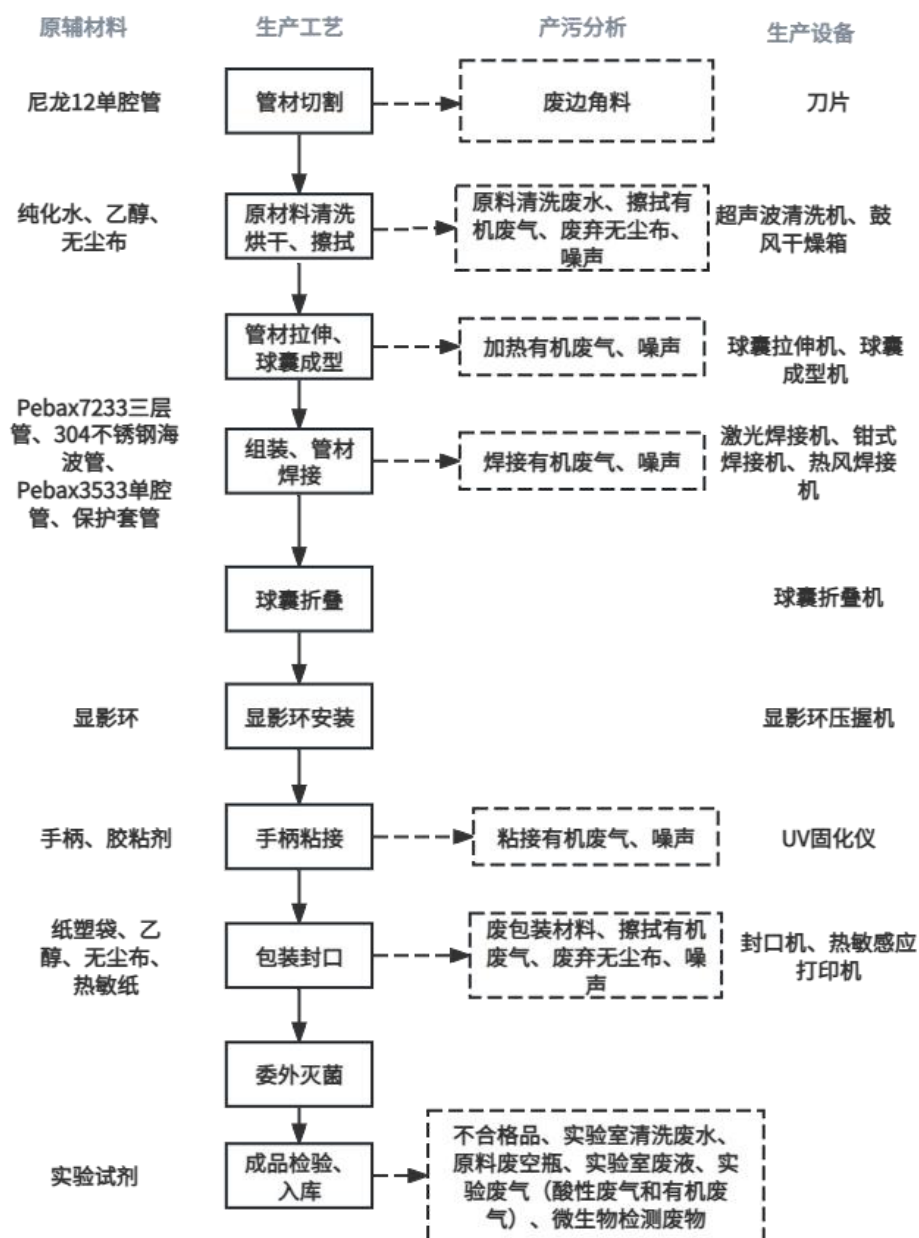 原辅材料
生产工艺
产污分析
生产设备
尼龙12单腔管
管材切割
废边角料
刀片
纯化水、乙醇、
无尘布
原材料清洗
烘干、擦拭
原料清洗废水、擦拭有
机废气、废弃无尘布、
噪声
超声波清洗机、鼓
风干燥箱
管材拉伸、
球囊成型
加热有机废气、噪声
球囊拉伸机、球囊
成型机
Pebax7233三层
管、304不锈钢海
波管、
Pebax3533单腔
管、保护套管
组装、管材
焊接
焊接有机废气、噪声
激光焊接机、钳式
焊接机、热风焊接
机
球囊折叠
球囊折叠机
显影环
显影环安装
显影环压握机
手柄、胶粘剂
手柄粘接
粘接有机废气、噪声
UV固化仪
纸塑袋、乙
醇、无尘布、
热敏纸
包装封口
废包装材料、擦拭有机
废气、废弃无尘布、噪
声
封口机、热敏感应
打印机
委外灭菌
实验试剂
成品检验、
入库
不合格品、实验室清洗废水、
原料废空瓶、实验室废液、实
验废气（酸性废气和有机废
气）、微生物检测废物